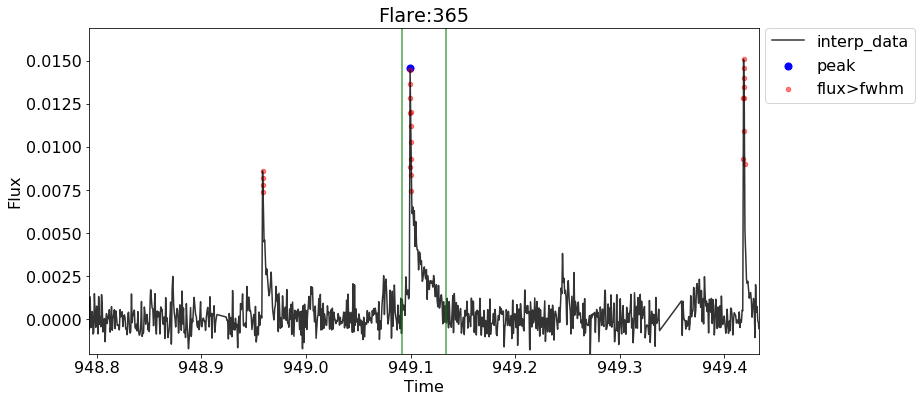 Flare:365
interp_data
peak
flux>fwhm
0.0150
0.0125
0.0100
0.0075
0.0050
0.0025
0.0000
Flux
948.8 948.9 949.0 949.1 949.2 949.3 949.4
Time